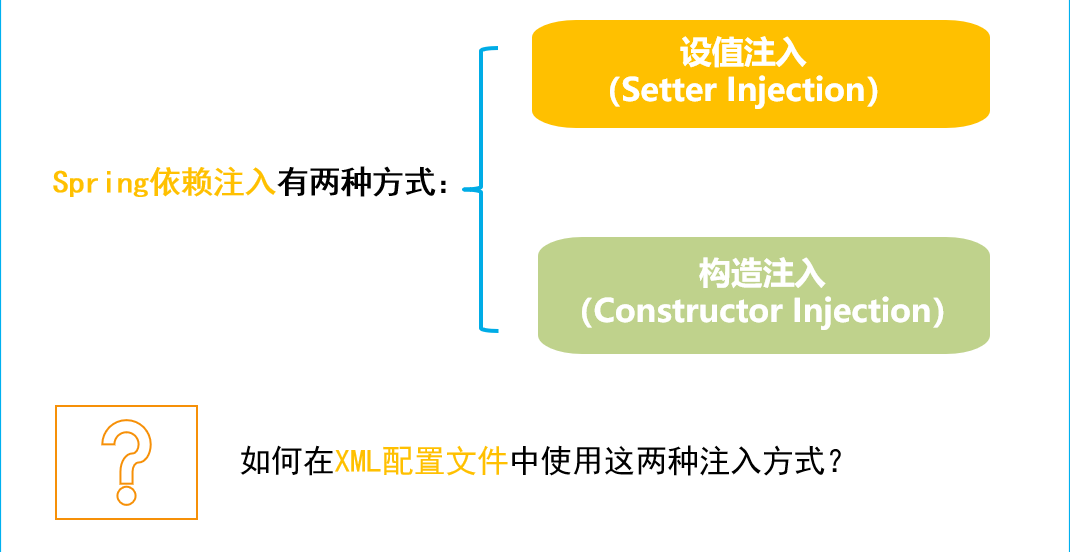 设值注入
（Setter Injection）
Spring依赖注入有两种方式：
构造注入
（Constructor Injection）
如何在XML配置文件中使用这两种注入方式？